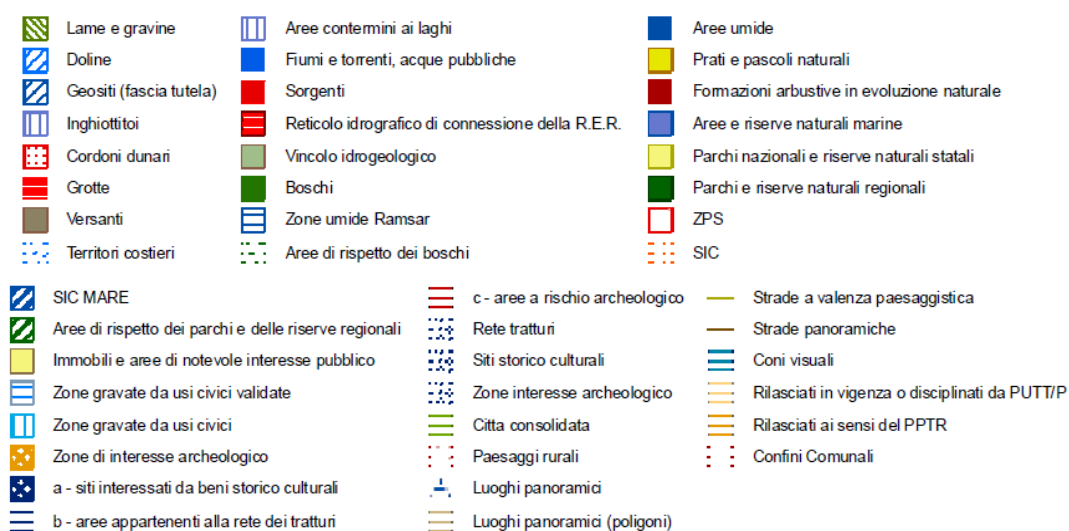 Lame e gravine
Doline
Geositi (fascia tutela)
Inghiottitoi
Cordoni dunari
Grotte
Versanti
Territori costieri
Aree contermini ai laghi
Fiumi e torrenti, acque pubbliche
Sorgenti
Reticolo idrografico di connessione della R.E.R.
Vincolo idrogeologico
Boschi
Zone umide Ramsar
Aree di rispetto dei boschi
Aree umide
Prati e pascoli naturali
Formazioni arbustive in evoluzione naturale
Aree e riserve naturali marine
Parchi nazionali e riserve naturali statali
Parchi e riserve naturali regionali
ZPS
SIC
SIC MARE
Aree di rispetto dei parchi e delle riserve regionali
Immobili e aree di notevole interesse pubblico
Zone gravate da usi civici validate
Zone gravate da usi civici
Zone di interesse archeologico
a - siti interessati da beni storico culturali
b - aree appartenenti alla rete dei tratturi
c - aree a rischio archeologico
Rete tratturi
Siti storico culturali
Zone interesse archeologico
Citta consolidata
Paesaggi rurali
Luoghi panoramici
Luoghi panoramici (poligoni)
Strade a valenza paesaggistica
Strade panoramiche
Coni visuali
Rilasciati in vigenza o disciplinati da PUTT/P
Rilasciati ai sensi del PPTR
Confini Comunali